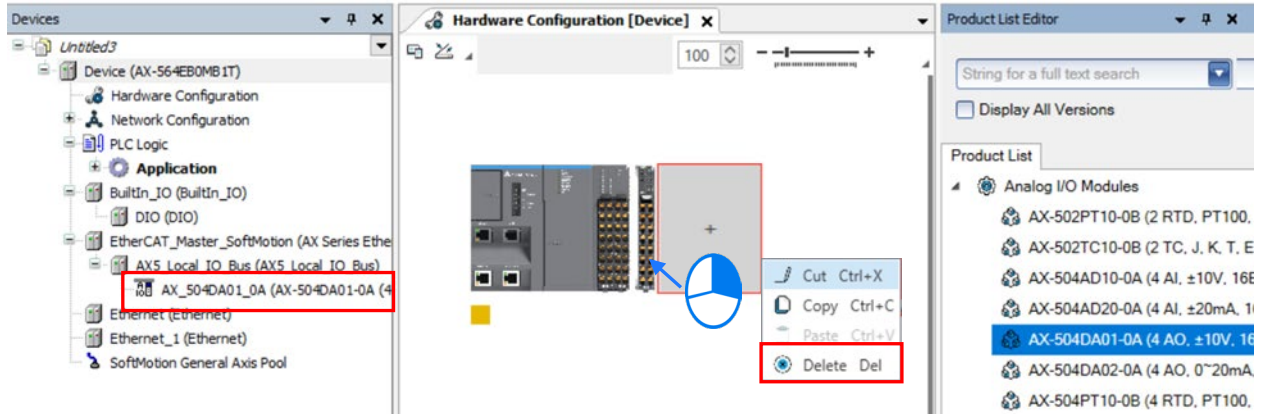 Devices
Untitled3
Device (AX-564EB0MB1T)
Hardware Configuration
Network Configuration
PLC Logic
Application
BuiltIn_IO (BuiltIn_IO)
DIO (DIO)
EtherCAT_Master_SoftMotion (AX Series Ethe
AX5_Local_IO_Bus (AX5_Local_IO_Bus)
AX_504DA01_0A (AX-504DA01-0A (4
Ethernet (Ethernet)
Ethernet_1 (Ethernet)
SoftMotion General Axis Pool
Hardware Configuration [Device]
100
Cut Ctrl+X
Copy Ctrl+C
Paste Ctrl+V
Delete Del
Product List Editor
String for a full text search
Display All Versions
Product List
Analog I/O Modules
AX-502PT10-0B (2 RTD, PT100,
AX-502TC10-0B (2 TC, J, K, T, E
AX-504AD10-0A (4 AI, ±10V, 16B
AX-504AD20-0A (4 AI, ±20mA, 1
AX-504DA01-0A (4 AO, ±10V, 16
AX-504DA02-0A (4 AO, 0~20mA,
AX-504PT10-0B (4 RTD, PT100,